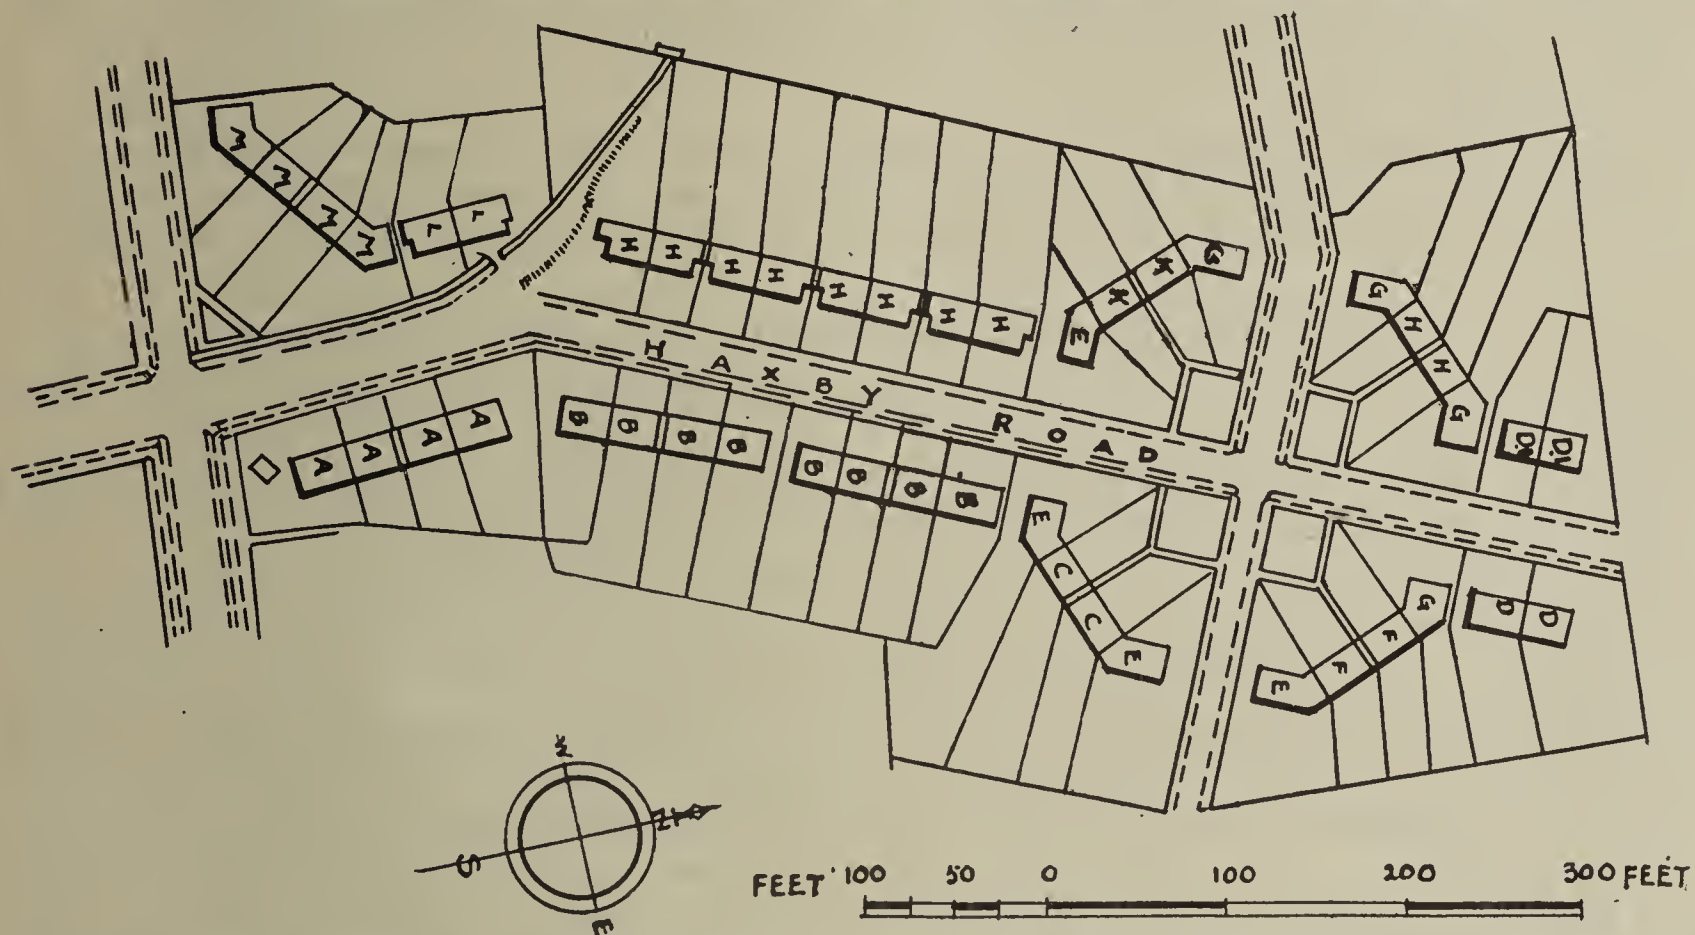 M M M M
L L
H H H H H H H H
E K K
G H H G
HAXBY ROAD
A A A A
B B B B
B B B B
E C C E
E F F G
D D
W
N
S
E
FEET 100 50 0 100 200 300 FEET